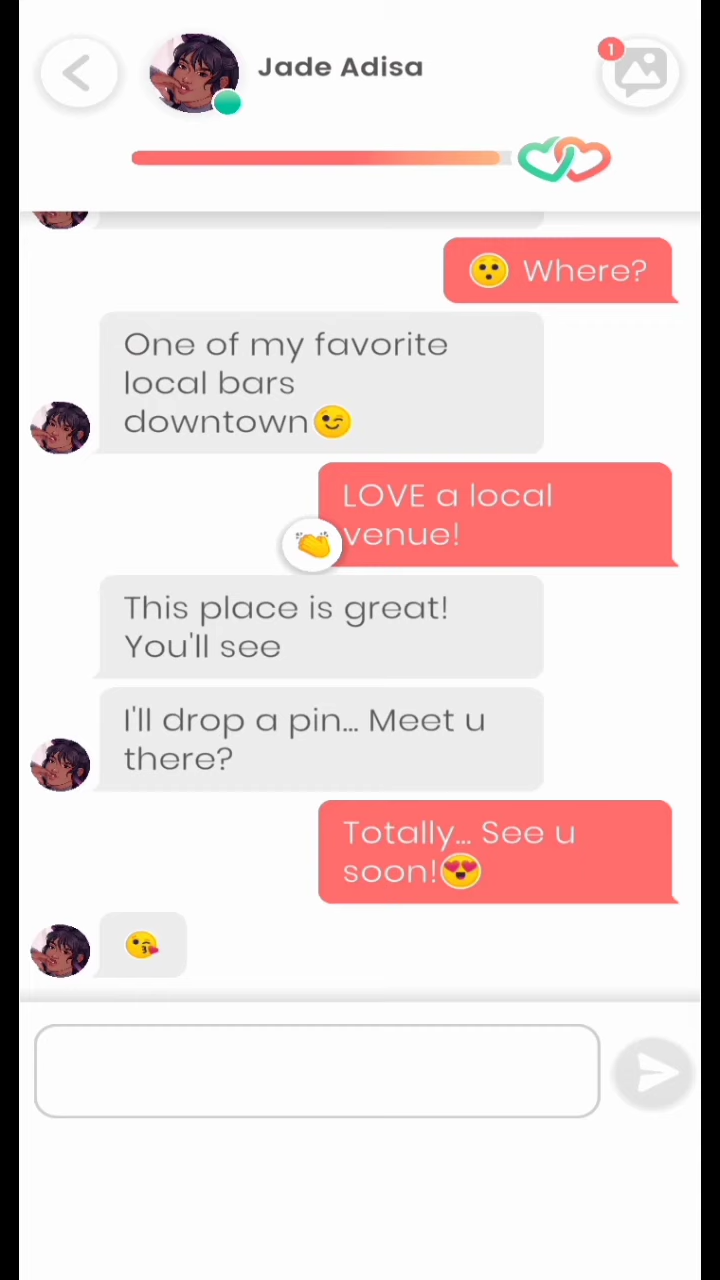 Jade Adisa
1
😯 Where?
One of my favorite
local bars
downtown😉
LOVE a local
venue!
This place is great!
You'll see
I'll drop a pin... Meet u
there?
Totally... See u
soon!😍
😘